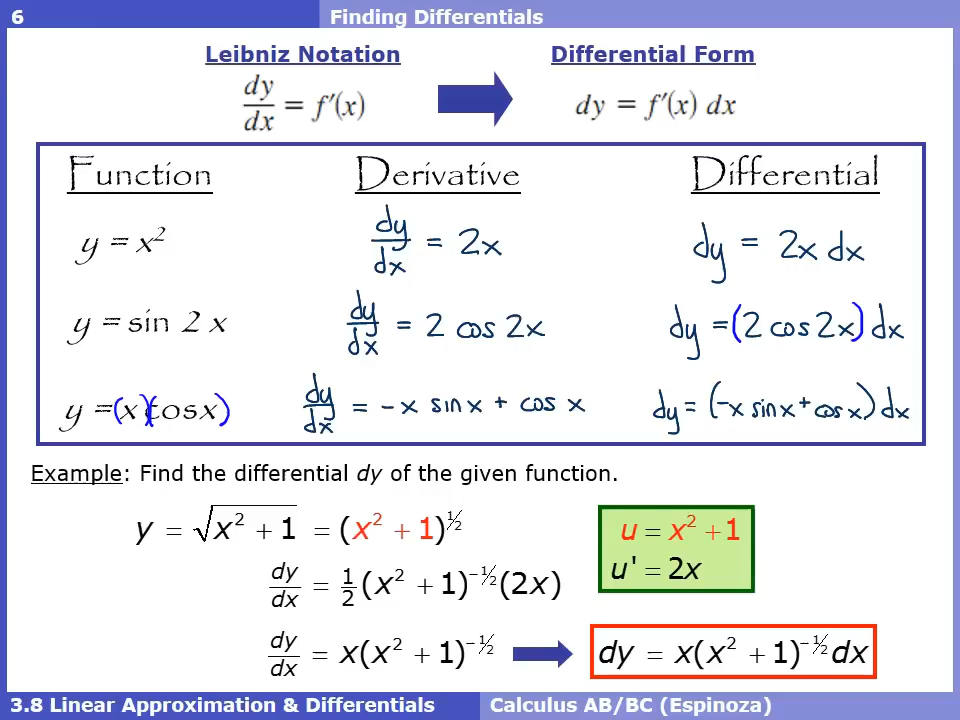 6 Finding Differentials
Leibniz Notation Differential Form
dy/dx = f′(x) dy = f′(x) dx
Function Derivative Differential
y = x² dy/dx = 2x dy = 2x dx
y = sin 2x dy/dx = 2 cos 2x dy = (2 cos 2x) dx
y = (x)(cosx) dy/dx = -x sinx + cos x dy = (-x sinx + cos x) dx
Example: Find the differential dy of the given function.
y = √(x² + 1) = (x² + 1)^½ u = x² + 1
dy/dx = ½(x² + 1)^−½ (2x) u' = 2x
dy/dx = x(x² + 1)^−½ dy = x(x² + 1)^−½ dx
3.8 Linear Approximation & Differentials Calculus AB/BC (Espinoza)